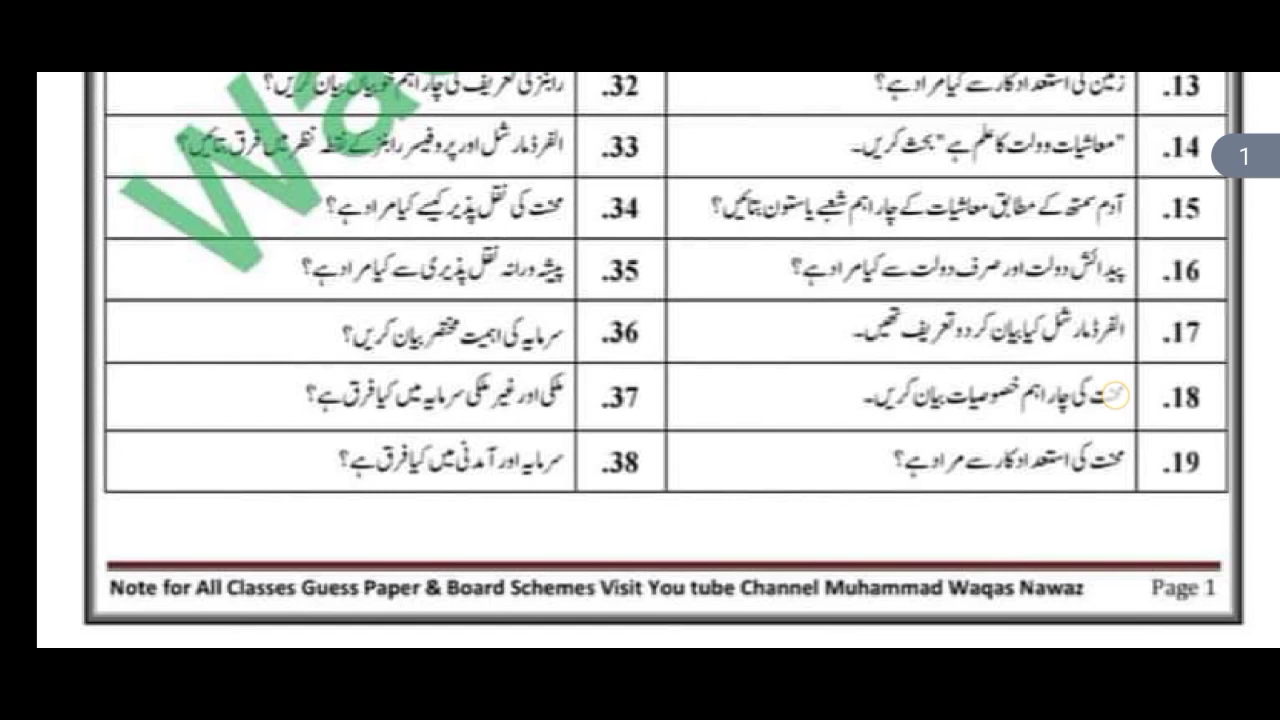 13. زمین کی استعداد کار سے کیا مراد ہے؟
32. رابنز کی تعریف کی چار اہم خوبیاں بیان کریں؟
14. "معاشیات دولت کا علم ہے" بحث کریں۔
33. الفرڈ مارشل اور پروفیسر رابنز کے نقطہ نظر میں فرق بتائیں؟
15. آدم سمتھ کے مطابق معاشیات کے چار اہم شعبے یا ستون بتائیں؟
34. محنت کی نقل پذیر کیسے کیا مراد ہے؟
16. پیدائش دولت اور صرف دولت سے کیا مراد ہے؟
35. پیشہ ورانہ نقل پذیری سے کیا مراد ہے؟
17. الفرڈ مارشل کیا بیان کردہ تعریف تھیں۔
36. سرمایہ کی اہمیت مختصر بیان کریں؟
18. محنت کی چار اہم خصوصیات بیان کریں۔
37. ملکی اور غیر ملکی سرمایہ میں کیا فرق ہے؟
19. محنت کی استعداد کار سے مراد ہے؟
38. سرمایہ اور آمدنی میں کیا فرق ہے؟
Note for All Classes Guess Paper & Board Schemes Visit You tube Channel Muhammad Waqas Nawaz Page 1
1